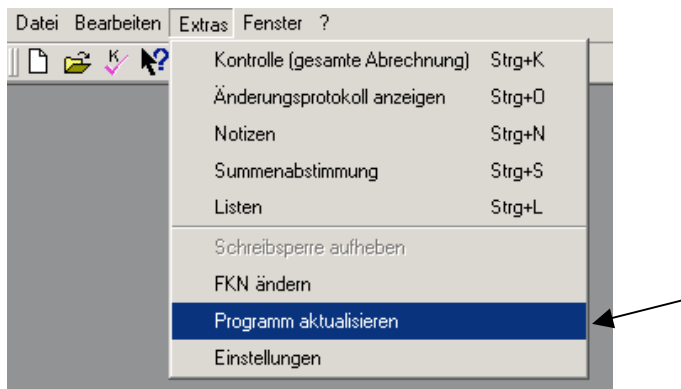 Datei Bearbeiten Extras Fenster ?
K ?
Kontrolle (gesamte Abrechnung) Strg+K
Änderungsprotokoll anzeigen Strg+O
Notizen Strg+N
Summenabstimmung Strg+S
Listen Strg+L
Schreibsperre aufheben
FKN ändern
Programm aktualisieren
Einstellungen